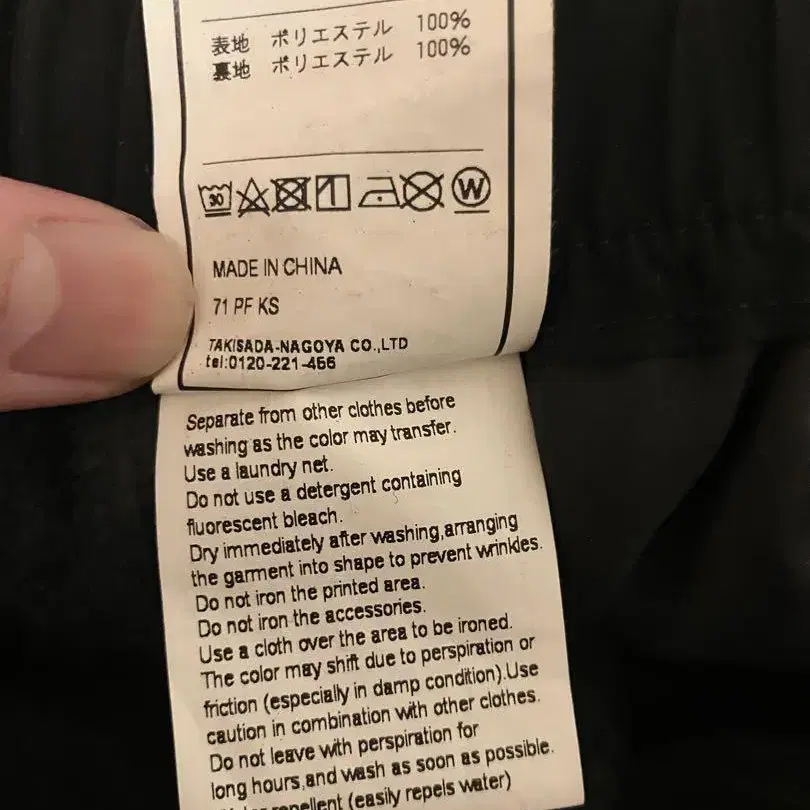 表地 ポリエステル 100%
裏地 ポリエステル 100%
30
W
MADE IN CHINA
71 PF KS
TAKISADA-NAGOYA CO.,LTD
tel:0120-221-456
Separate from other clothes before
washing as the color may transfer.
Use a laundry net.
Do not use a detergent containing
fluorescent bleach.
Dry immediately after washing,arranging
the garment into shape to prevent wrinkles.
Do not iron the printed area.
Do not iron the accessories.
Use a cloth over the area to be ironed.
The color may shift due to perspiration or
friction (especially in damp condition).Use
caution in combination with other clothes.
Do not leave with perspiration for
long hours,and wash as soon as possible.
repellent (easily repels water)